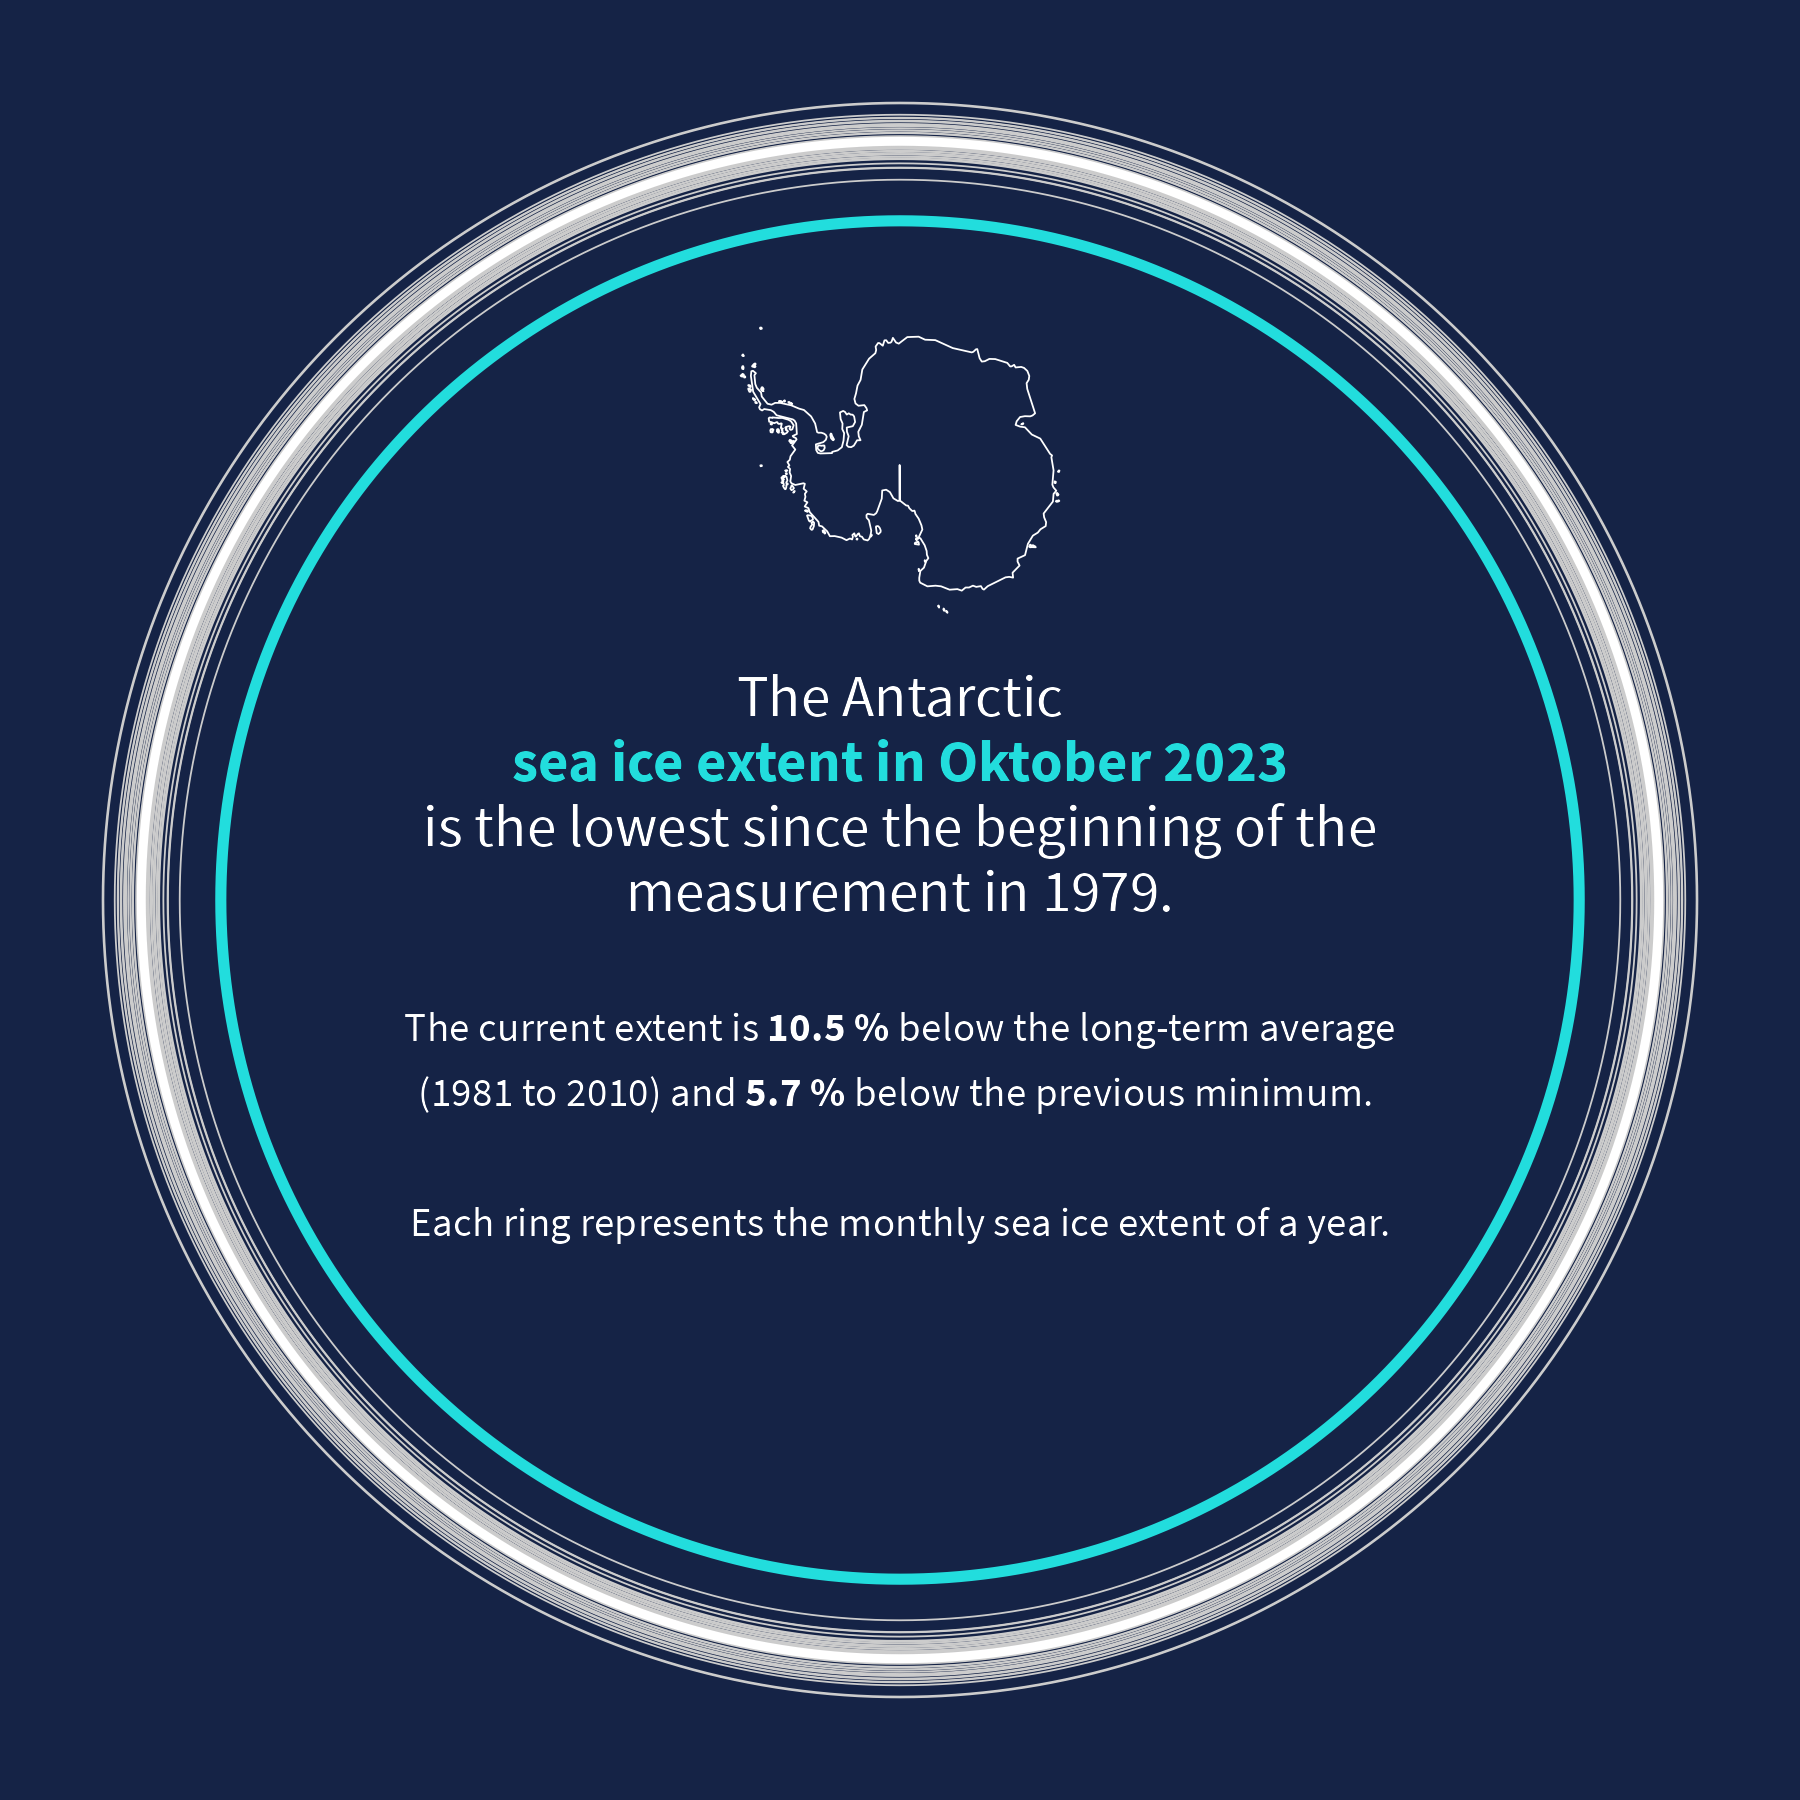 The Antarctic
sea ice extent in Oktober 2023
is the lowest since the beginning of the
measurement in 1979.
The current extent is 10.5 % below the long-term average
(1981 to 2010) and 5.7 % below the previous minimum.
Each ring represents the monthly sea ice extent of a year.